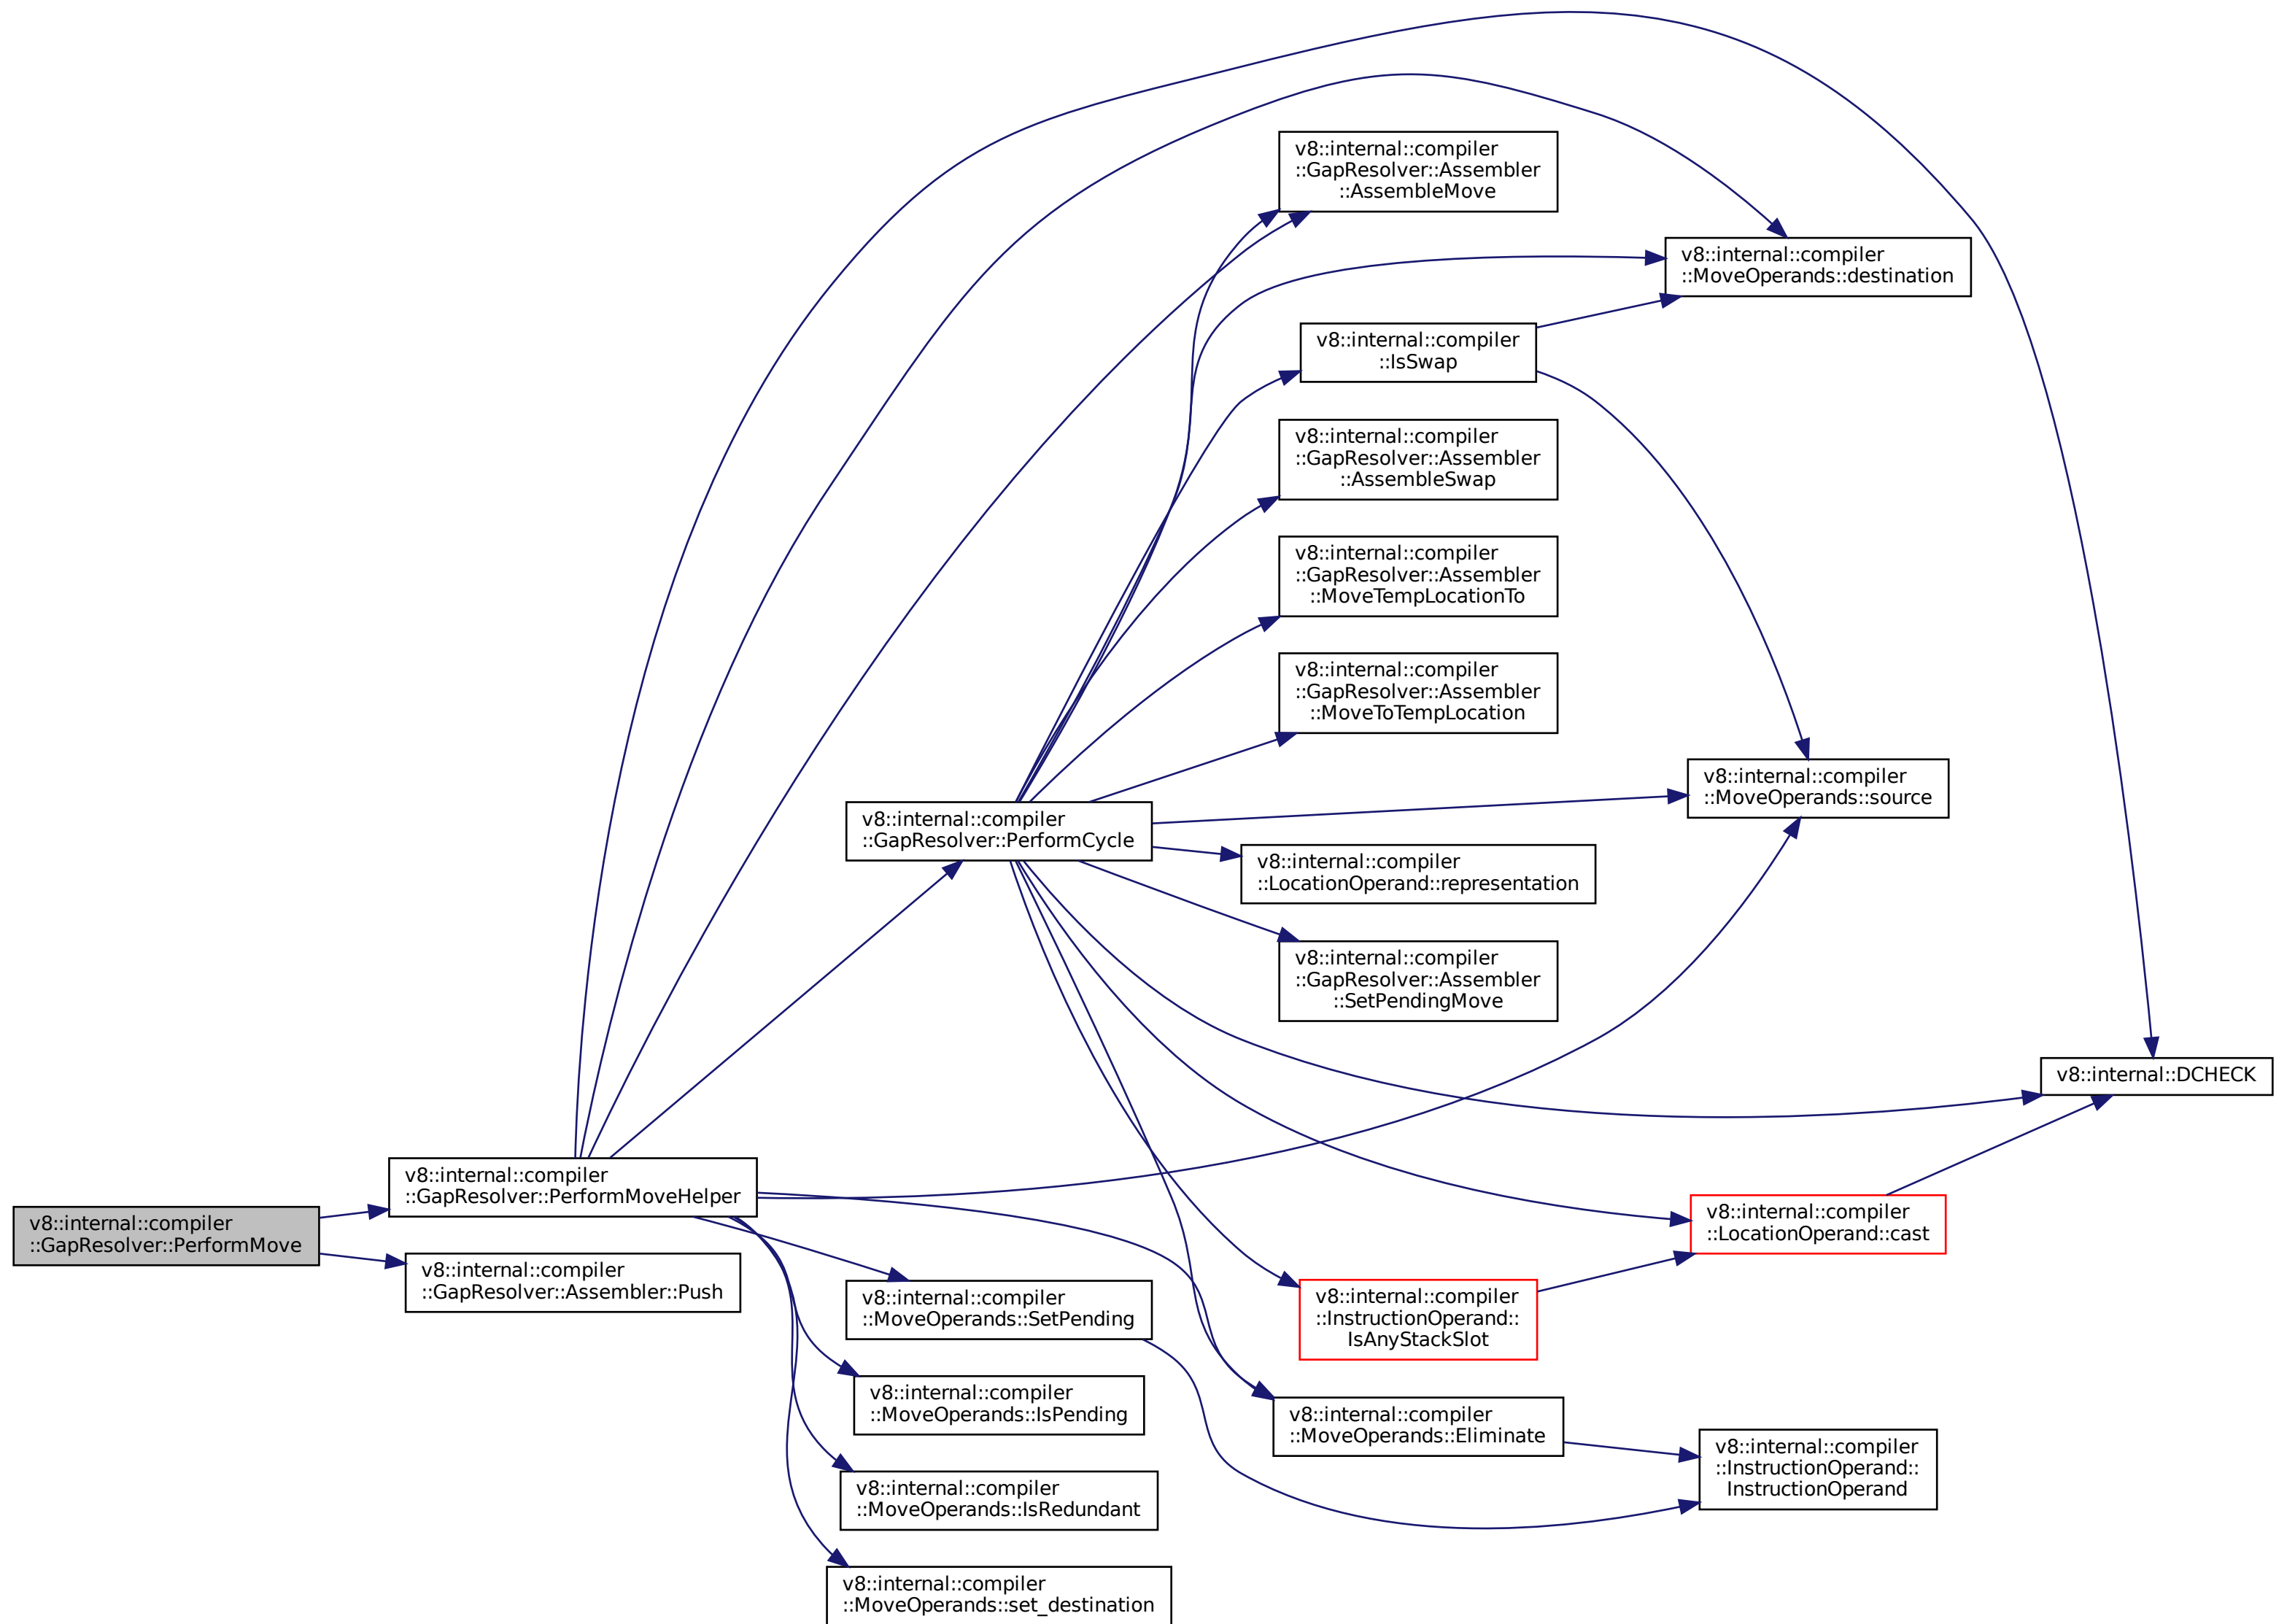 v8::internal::compiler
::GapResolver::Assembler
::AssembleMove
v8::internal::compiler
::MoveOperands::destination
v8::internal::compiler
::IsSwap
v8::internal::compiler
::GapResolver::Assembler
::AssembleSwap
v8::internal::compiler
::GapResolver::Assembler
::MoveTempLocationTo
v8::internal::compiler
::GapResolver::Assembler
::MoveToTempLocation
v8::internal::compiler
::MoveOperands::source
v8::internal::compiler
::GapResolver::PerformCycle
v8::internal::compiler
::LocationOperand::representation
v8::internal::compiler
::GapResolver::Assembler
::SetPendingMove
v8::internal::DCHECK
v8::internal::compiler
::GapResolver::PerformMoveHelper
v8::internal::compiler
::LocationOperand::cast
v8::internal::compiler
::GapResolver::PerformMove
v8::internal::compiler
::GapResolver::Assembler::Push
v8::internal::compiler
::MoveOperands::SetPending
v8::internal::compiler
::InstructionOperand::
IsAnyStackSlot
v8::internal::compiler
::MoveOperands::IsPending
v8::internal::compiler
::MoveOperands::Eliminate
v8::internal::compiler
::InstructionOperand::
InstructionOperand
v8::internal::compiler
::MoveOperands::IsRedundant
v8::internal::compiler
::MoveOperands::set_destination